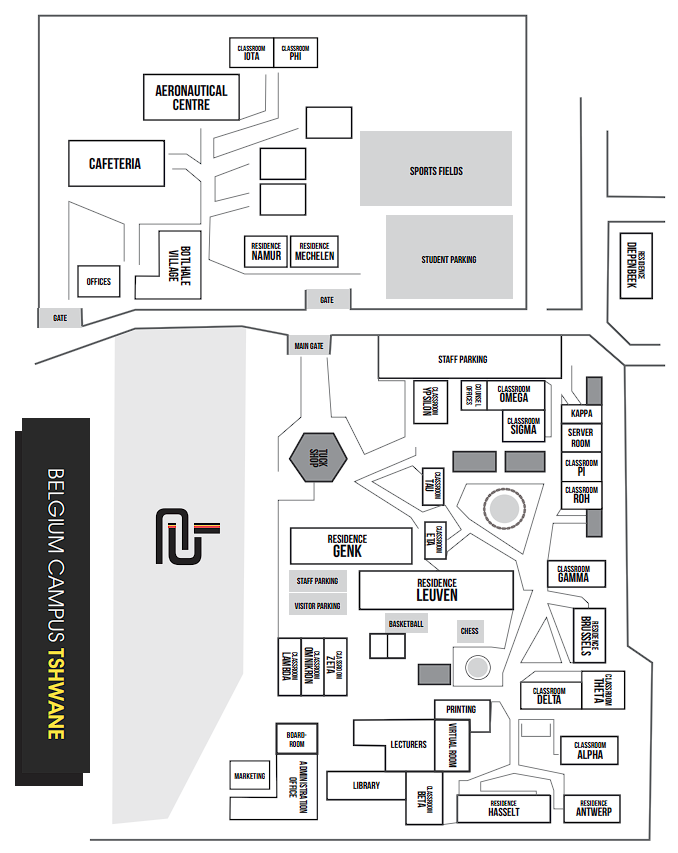 CLASSROOM
IOTA
CLASSROOM
PHI
AERONAUTICAL
CENTRE
CAFETERIA
SPORTS FIELDS
RESIDENCE
NAMUR
RESIDENCE
MECHELEN
BOTLHALE
VILLAGE
OFFICES
STUDENT PARKING
RESIDENCE
DIEPENBEEK
GATE
GATE
MAIN GATE
STAFF PARKING
CLASSROOM
YPSILON
COUNSEL
OFFICES
CLASSROOM
OMEGA
CLASSROOM
SIGMA
KAPPA
SERVER
ROOM
CLASSROOM
PI
CLASSROOM
ROH
TUCK
SHOP
CLASSROOM
TAU
CLASSROOM
ETA
RESIDENCE
GENK
STAFF PARKING
VISITOR PARKING
RESIDENCE
LEUVEN
CLASSROOM
GAMMA
BASKETBALL
CHESS
RESIDENCE
BRUSSELS
CLASSROOM
LAMBDA
CLASSROOM
OMNIKRON
CLASSROOM
ZETA
CLASSROOM
DELTA
CLASSROOM
THETA
PRINTING
BOARD-
ROOM
LECTURERS
VIRTUAL ROOM
CLASSROOM
ALPHA
MARKETING
ADMINISTRATION
OFFICE
LIBRARY
CLASSROOM
BETA
RESIDENCE
HASSELT
RESIDENCE
ANTWERP
BELGIUM CAMPUS TSHWANE